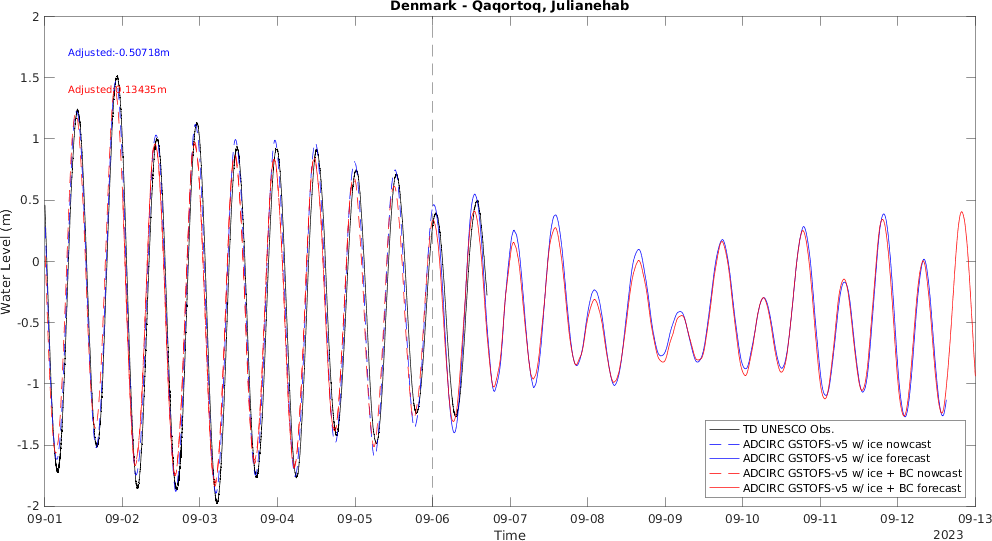 Denmark - Qaqortoq, Julianehab
Adjusted:-0.50718m
Adjusted:0.13435m
Water Level (m)
2
1.5
1
0.5
0
-0.5
-1
-1.5
-2
TD UNESCO Obs.
ADCIRC GSTOFS-v5 w/ ice nowcast
ADCIRC GSTOFS-v5 w/ ice forecast
ADCIRC GSTOFS-v5 w/ ice + BC nowcast
ADCIRC GSTOFS-v5 w/ ice + BC forecast
09-01 09-02 09-03 09-04 09-05 09-06 09-07 09-08 09-09 09-10 09-11 09-12 09-13
Time
2023